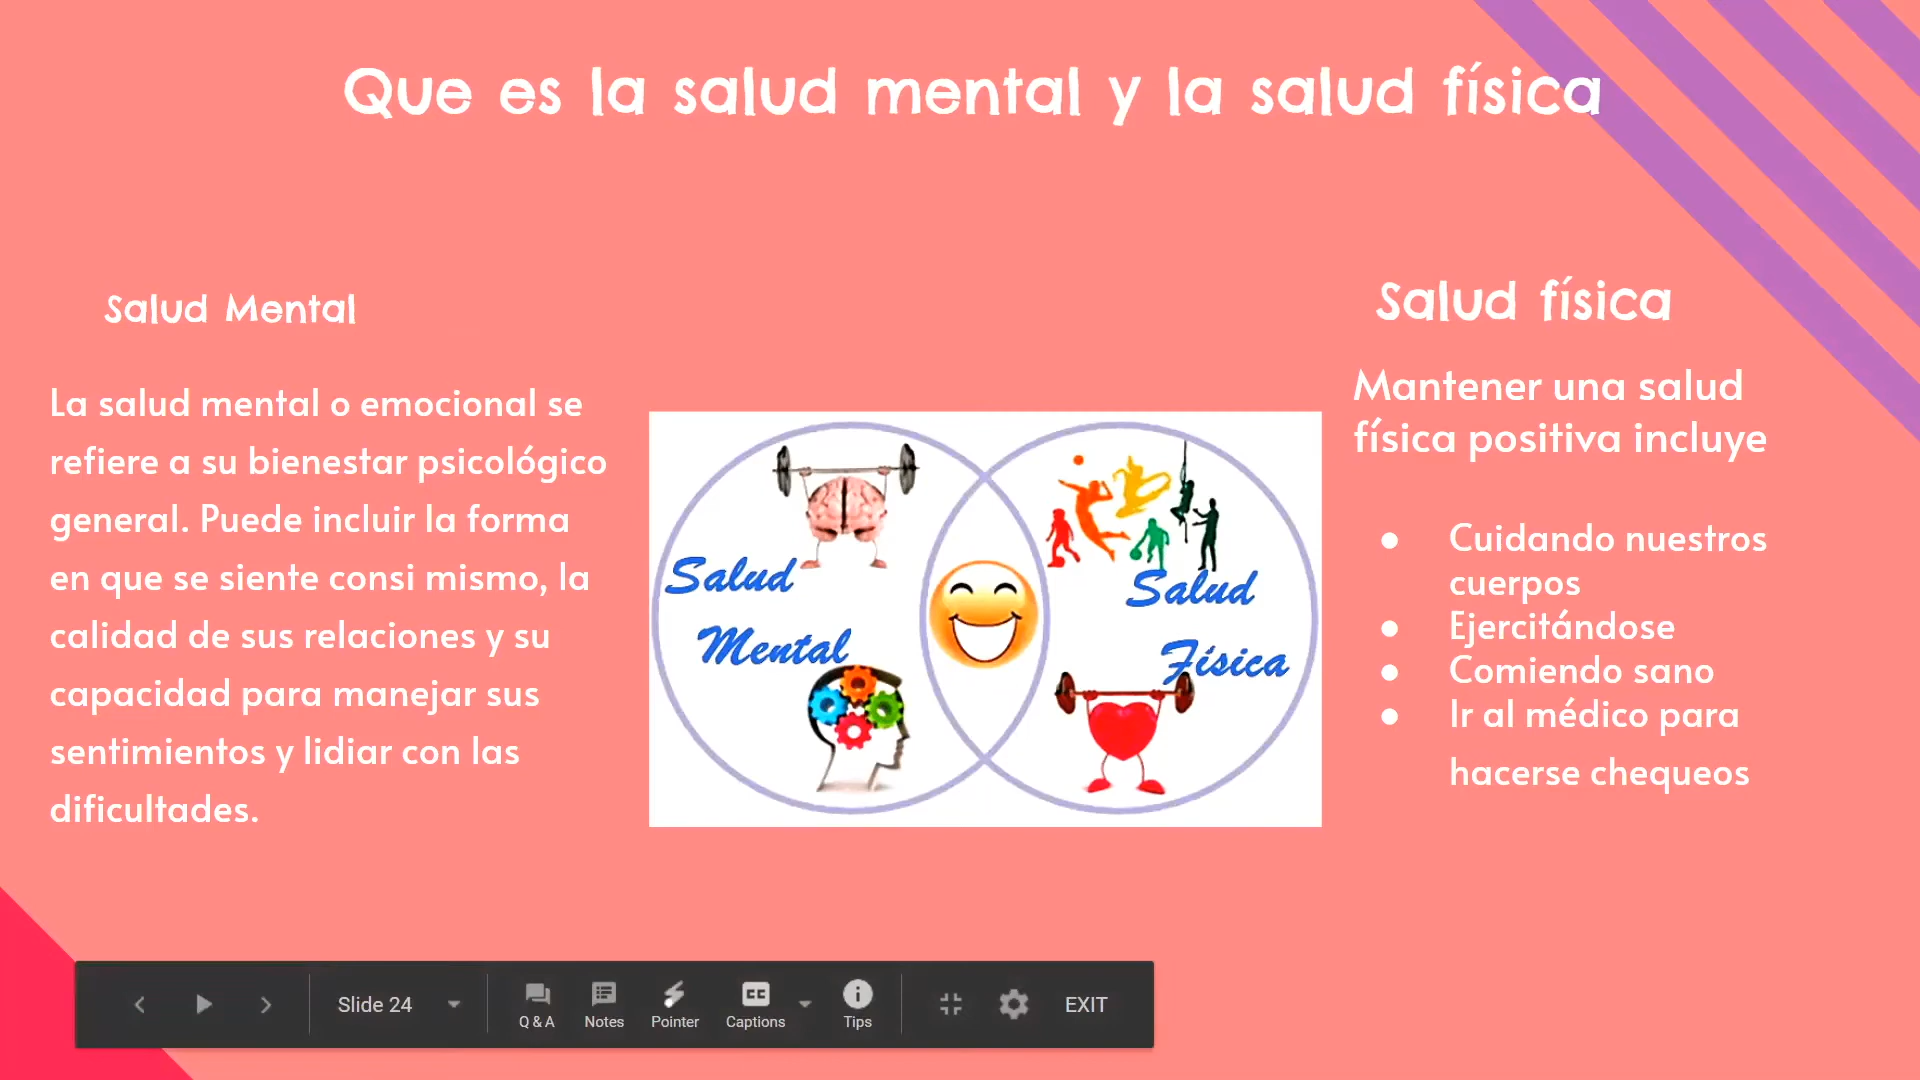 Que es la salud mental y la salud física
Salud Mental
La salud mental o emocional se
refiere a su bienestar psicológico
general. Puede incluir la forma
en que se siente consi mismo, la
calidad de sus relaciones y su
capacidad para manejar sus
sentimientos y lidiar con las
dificultades.
Salud
Mental
Salud
Física
Salud física
Mantener una salud
física positiva incluye
● Cuidando nuestros
cuerpos
● Ejercitándose
● Comiendo sano
● Ir al médico para
hacerse chequeos
Slide 24
Q & A
Notes
Pointer
CC
Captions
Tips
EXIT